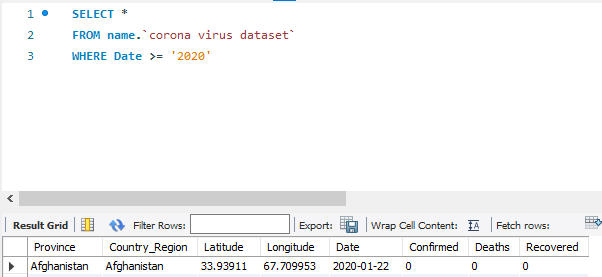 1 SELECT *
2 FROM name.`corona virus dataset`
3 WHERE Date >= '2020'
Result Grid Filter Rows: Export: Wrap Cell Content: IA Fetch rows:
Province Country_Region Latitude Longitude Date Confirmed Deaths Recovered
Afghanistan Afghanistan 33.93911 67.709953 2020-01-22 0 0 0